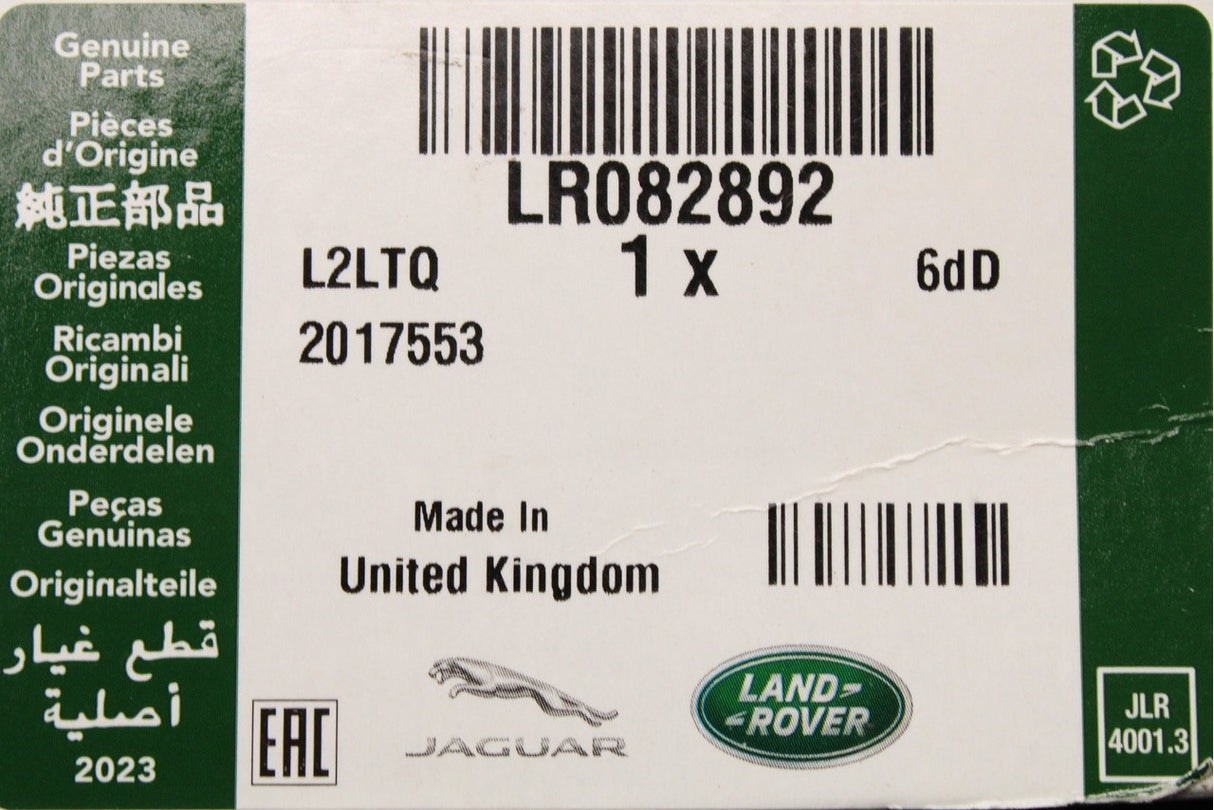 Genuine
Parts
Pièces
d'Origine
純正部品
Piezas
Originales
Ricambi
Originali
Originele
Onderdelen
Peças
Genuinas
Originalteile
قطع غيار
أصلية
2023
LR082892
L2LTQ 1 x 6dD
2017553
Made In
United Kingdom
EAC
JAGUAR
LAND
ROVER
JLR
4001.3